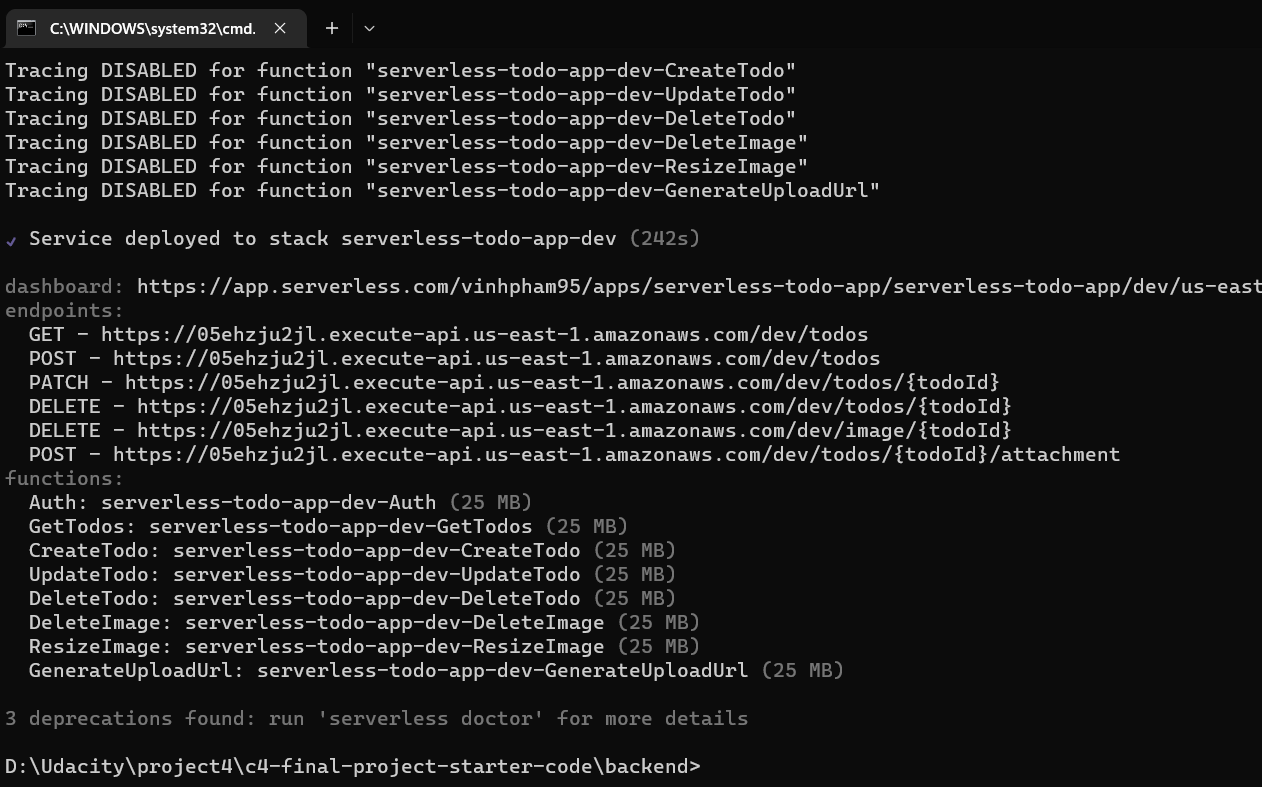 C:\WINDOWS\system32\cmd.
Tracing DISABLED for function "serverless-todo-app-dev-CreateTodo"
Tracing DISABLED for function "serverless-todo-app-dev-UpdateTodo"
Tracing DISABLED for function "serverless-todo-app-dev-DeleteTodo"
Tracing DISABLED for function "serverless-todo-app-dev-DeleteImage"
Tracing DISABLED for function "serverless-todo-app-dev-ResizeImage"
Tracing DISABLED for function "serverless-todo-app-dev-GenerateUploadUrl"
✔ Service deployed to stack serverless-todo-app-dev (242s)
dashboard: https://app.serverless.com/vinhpham95/apps/serverless-todo-app/serverless-todo-app/dev/us-east
endpoints:
GET - https://05ehzju2jl.execute-api.us-east-1.amazonaws.com/dev/todos
POST - https://05ehzju2jl.execute-api.us-east-1.amazonaws.com/dev/todos
PATCH - https://05ehzju2jl.execute-api.us-east-1.amazonaws.com/dev/todos/{todoId}
DELETE - https://05ehzju2jl.execute-api.us-east-1.amazonaws.com/dev/todos/{todoId}
DELETE - https://05ehzju2jl.execute-api.us-east-1.amazonaws.com/dev/image/{todoId}
POST - https://05ehzju2jl.execute-api.us-east-1.amazonaws.com/dev/todos/{todoId}/attachment
functions:
Auth: serverless-todo-app-dev-Auth (25 MB)
GetTodos: serverless-todo-app-dev-GetTodos (25 MB)
CreateTodo: serverless-todo-app-dev-CreateTodo (25 MB)
UpdateTodo: serverless-todo-app-dev-UpdateTodo (25 MB)
DeleteTodo: serverless-todo-app-dev-DeleteTodo (25 MB)
DeleteImage: serverless-todo-app-dev-DeleteImage (25 MB)
ResizeImage: serverless-todo-app-dev-ResizeImage (25 MB)
GenerateUploadUrl: serverless-todo-app-dev-GenerateUploadUrl (25 MB)
3 deprecations found: run 'serverless doctor' for more details
D:\Udacity\project4\c4-final-project-starter-code\backend>